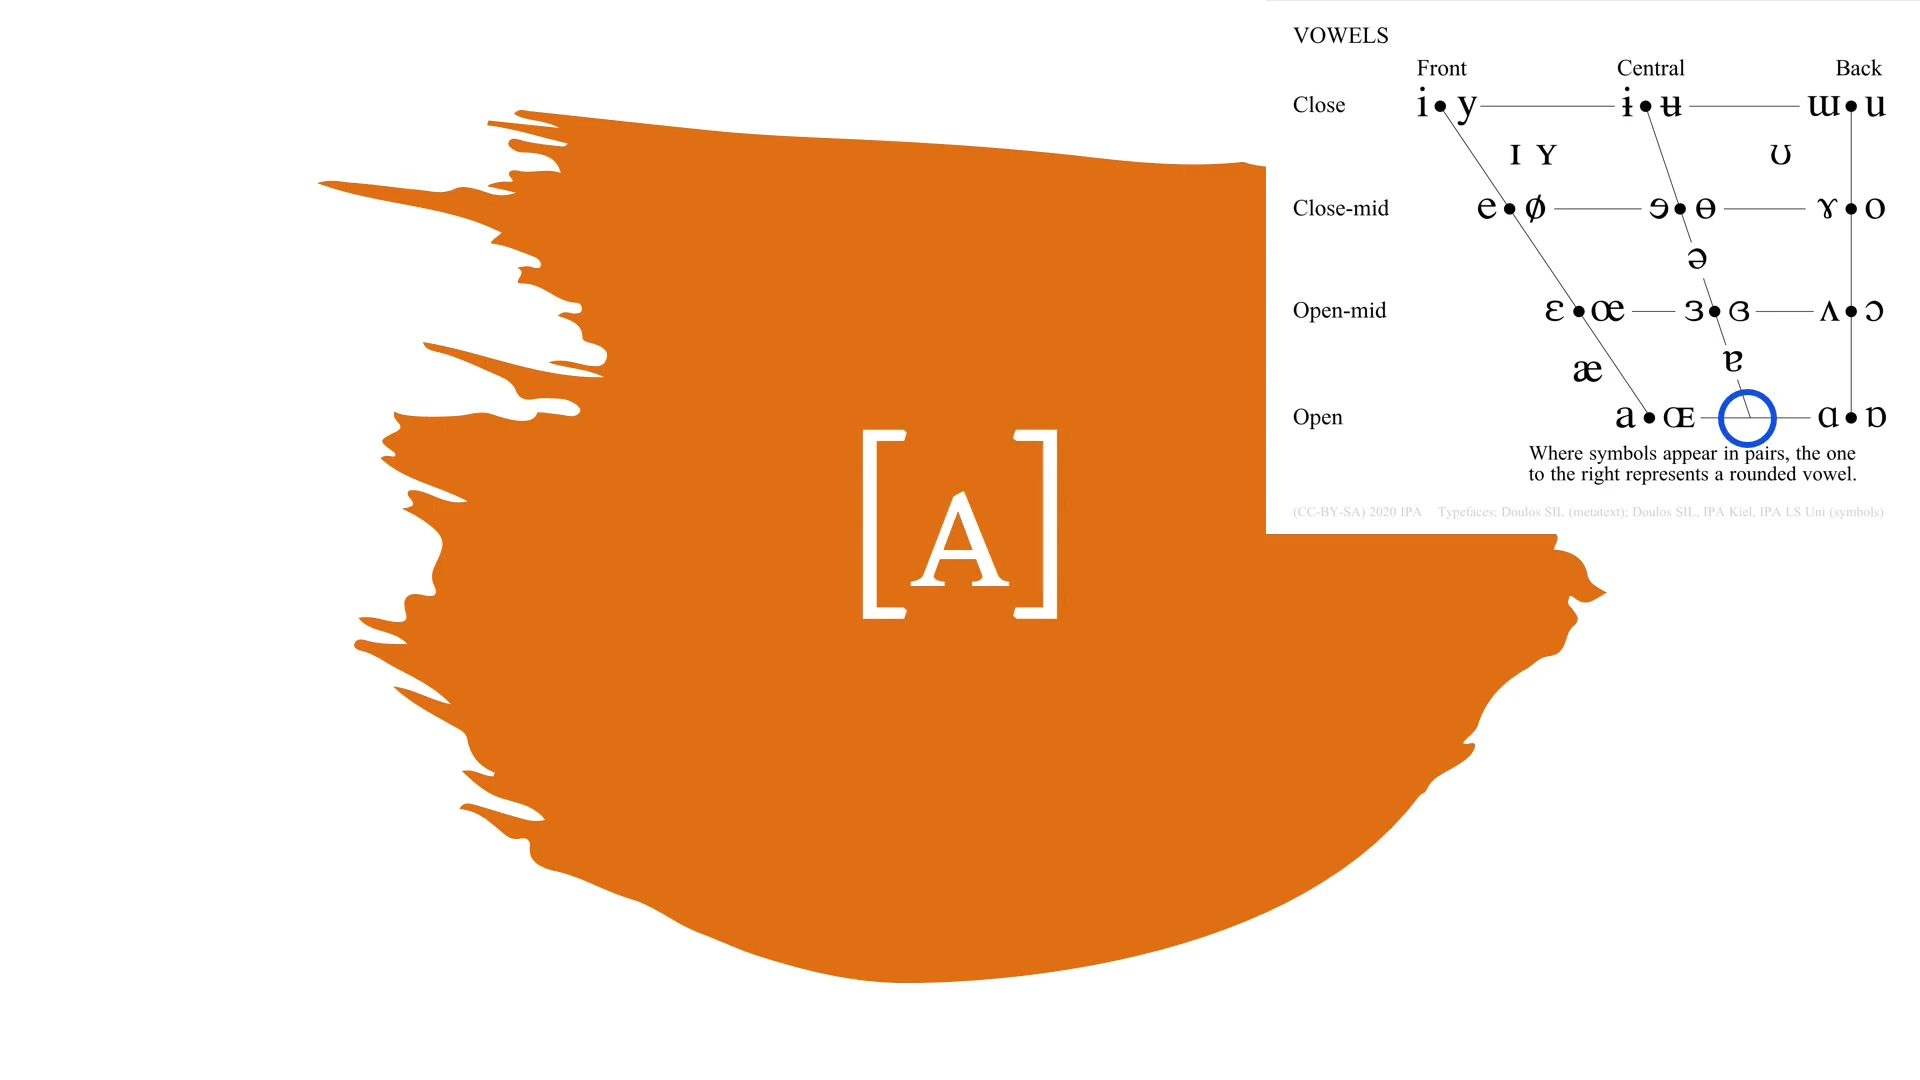 [ᴀ]
VOWELS
Front Central Back
Close i y ɨ ʉ ɯ u
ɪ ʏ ʊ
Close-mid e ø ɘ ɵ ɤ o
ə
Open-mid ɛ œ ɜ ɞ ʌ ɔ
æ ɐ
Open a ɶ ɑ ɒ
Where symbols appear in pairs, the one
to the right represents a rounded vowel.
(CC-BY-SA) 2020 IPA Typefaces: Doulos SIL (metatext); Doulos SIL, IPA Kiel, IPA LS Uni (symbols)